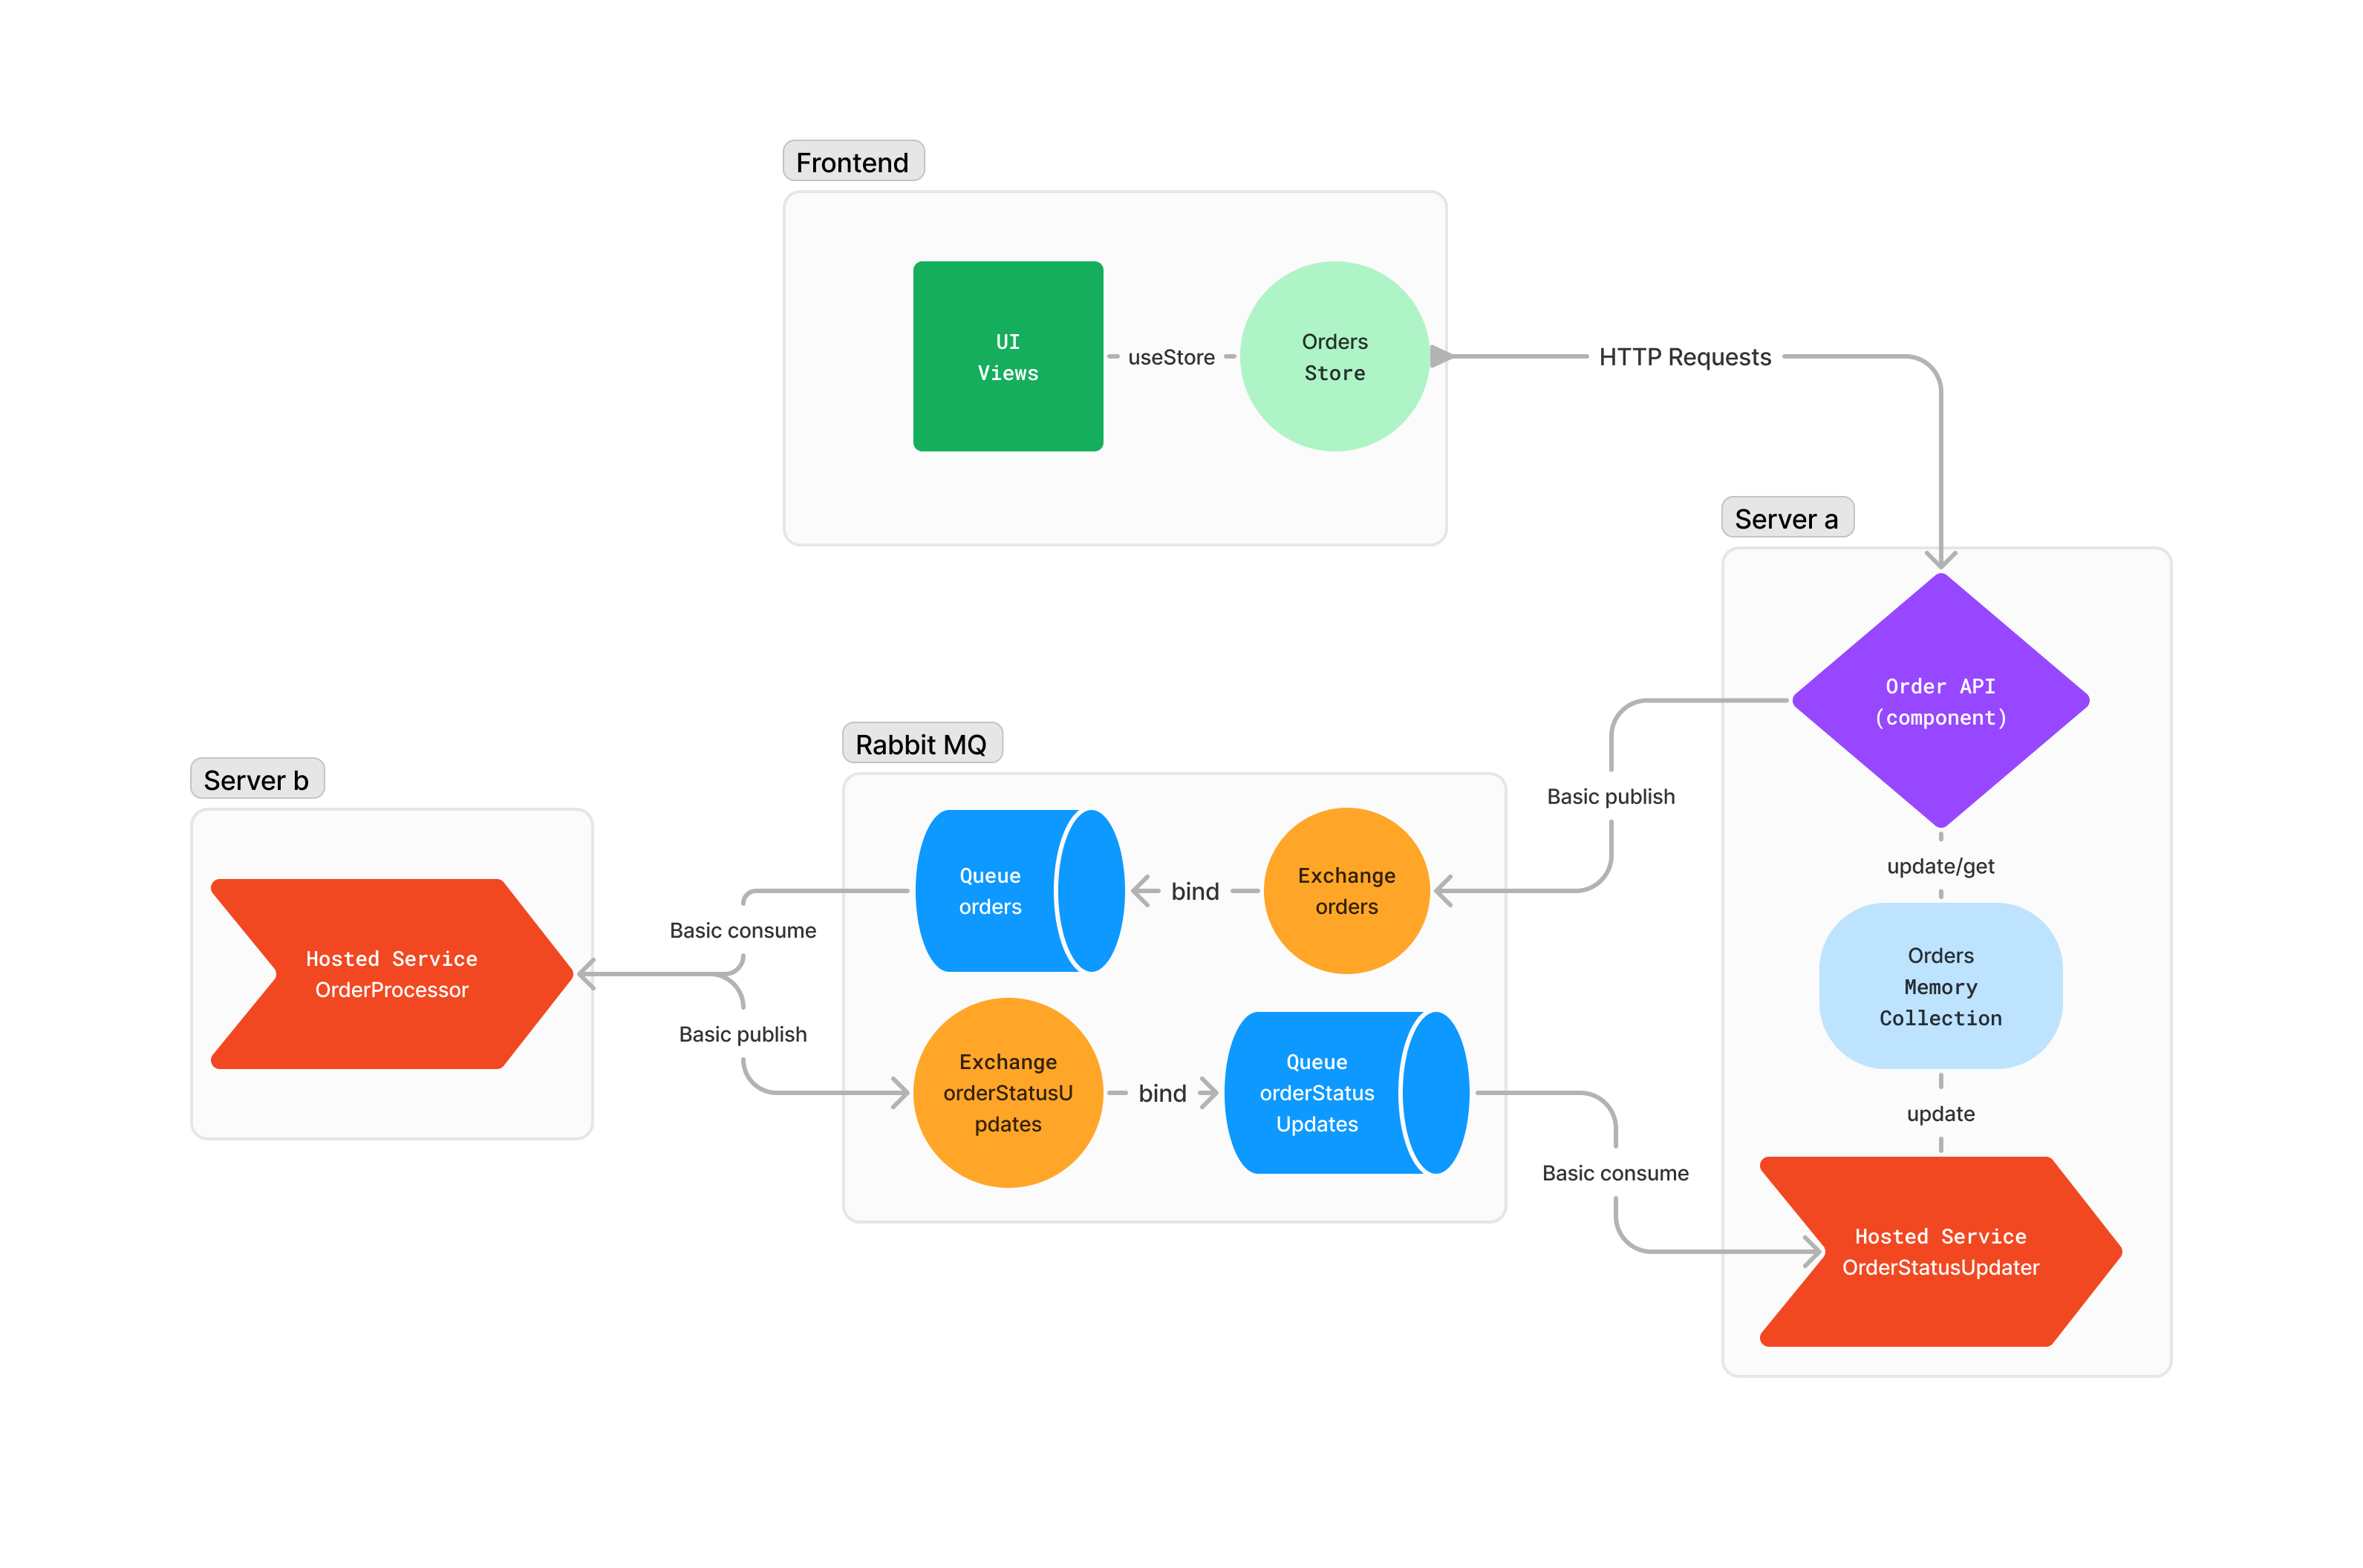 Frontend
UI
Views
useStore
Orders
Store
HTTP Requests
Server a
Order API
(component)
update/get
Orders
Memory
Collection
update
Hosted Service
OrderStatusUpdater
Basic publish
Rabbit MQ
Queue
orders
bind
Exchange
orders
Exchange
orderStatusU
pdates
bind
Queue
orderStatus
Updates
Basic consume
Server b
Hosted Service
OrderProcessor
Basic consume
Basic publish